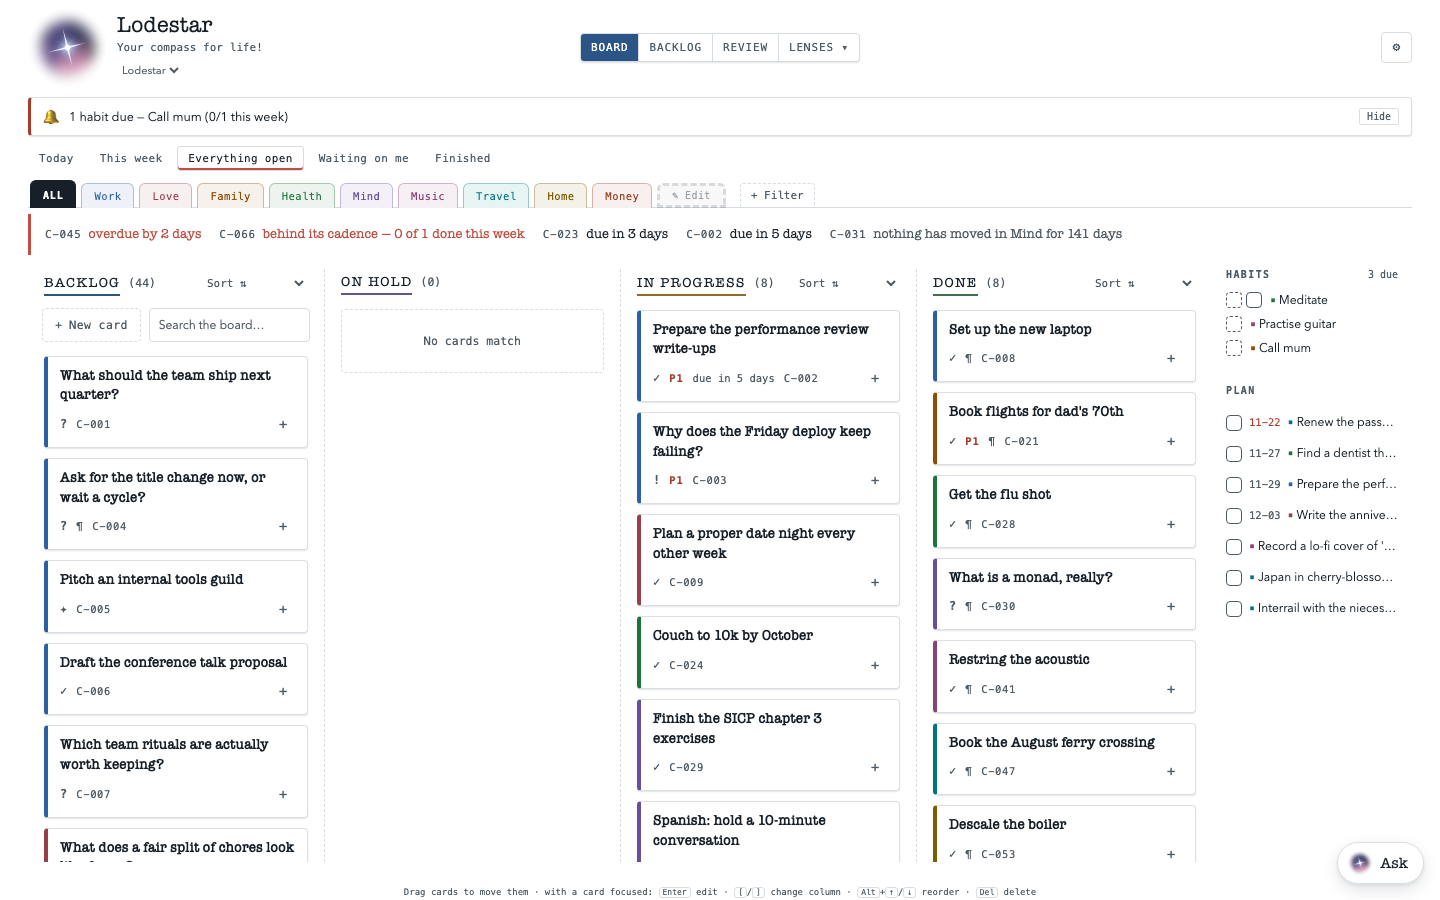 Lodestar
Your compass for life!
Lodestar
BOARD BACKLOG REVIEW LENSES ▾
1 habit due – Call mum (0/1 this week)
Hide
Today This week Everything open Waiting on me Finished
ALL Work Love Family Health Mind Music Travel Home Money ✎ Edit + Filter
C-045 overdue by 2 days C-066 behind its cadence — 0 of 1 done this week C-023 due in 3 days C-002 due in 5 days C-031 nothing has moved in Mind for 141 days
BACKLOG (44) Sort ⇅
+ New card Search the board...
What should the team ship next
quarter?
? C-001 +
Ask for the title change now, or
wait a cycle?
? ¶ C-004 +
Pitch an internal tools guild
✦ C-005 +
Draft the conference talk proposal
✓ C-006 +
Which team rituals are actually
worth keeping?
? C-007 +
What does a fair split of chores look
ON HOLD (0)
No cards match
IN PROGRESS (8) Sort ⇅
Prepare the performance review
write-ups
✓ P1 due in 5 days C-002 +
Why does the Friday deploy keep
failing?
! P1 C-003 +
Plan a proper date night every
other week
✓ C-009 +
Couch to 10k by October
✓ C-024 +
Finish the SICP chapter 3
exercises
✓ C-029 +
Spanish: hold a 10-minute
conversation
DONE (8) Sort ⇅
Set up the new laptop
✓ ¶ C-008 +
Book flights for dad's 70th
✓ P1 ¶ C-021 +
Get the flu shot
✓ ¶ C-028 +
What is a monad, really?
? ¶ C-030 +
Restring the acoustic
✓ ¶ C-041 +
Book the August ferry crossing
✓ ¶ C-047 +
Descale the boiler
✓ ¶ C-053 +
HABITS 3 due
Meditate
Practise guitar
Call mum
PLAN
11-22 Renew the pass...
11-27 Find a dentist th...
11-29 Prepare the perf...
12-03 Write the annive...
Record a lo-fi cover of '...
Japan in cherry-blosso...
Interrail with the nieces...
Ask
Drag cards to move them · with a card focused: Enter edit · [ / ] change column · Alt + ↑ / ↓ reorder · Del delete